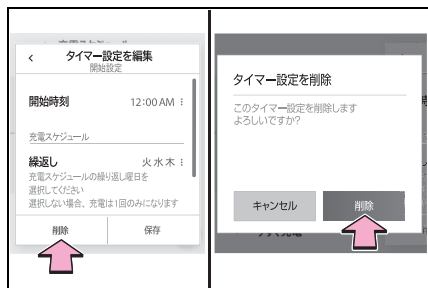 タイマー設定を編集
開始設定
開始時刻
12:00 AM
充電スケジュール
繰返し
火 水 木
充電スケジュールの繰り返し曜日を
選択してください
選択しない場合、充電は1回のみになります
削除
保存
タイマー設定を削除
このタイマー設定を削除します
よろしいですか?
キャンセル
削除